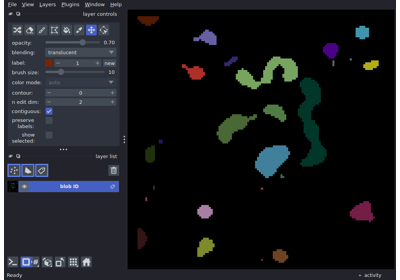 File View Layers Plugins Window Help
layer controls
opacity: 0.70
blending: translucent
label: 1 new
brush size: 10
color mode: auto
contour: 0
n edit dim: 2
contiguous:
preserve
labels:
show
selected:
layer list
blob ID
Ready
activity